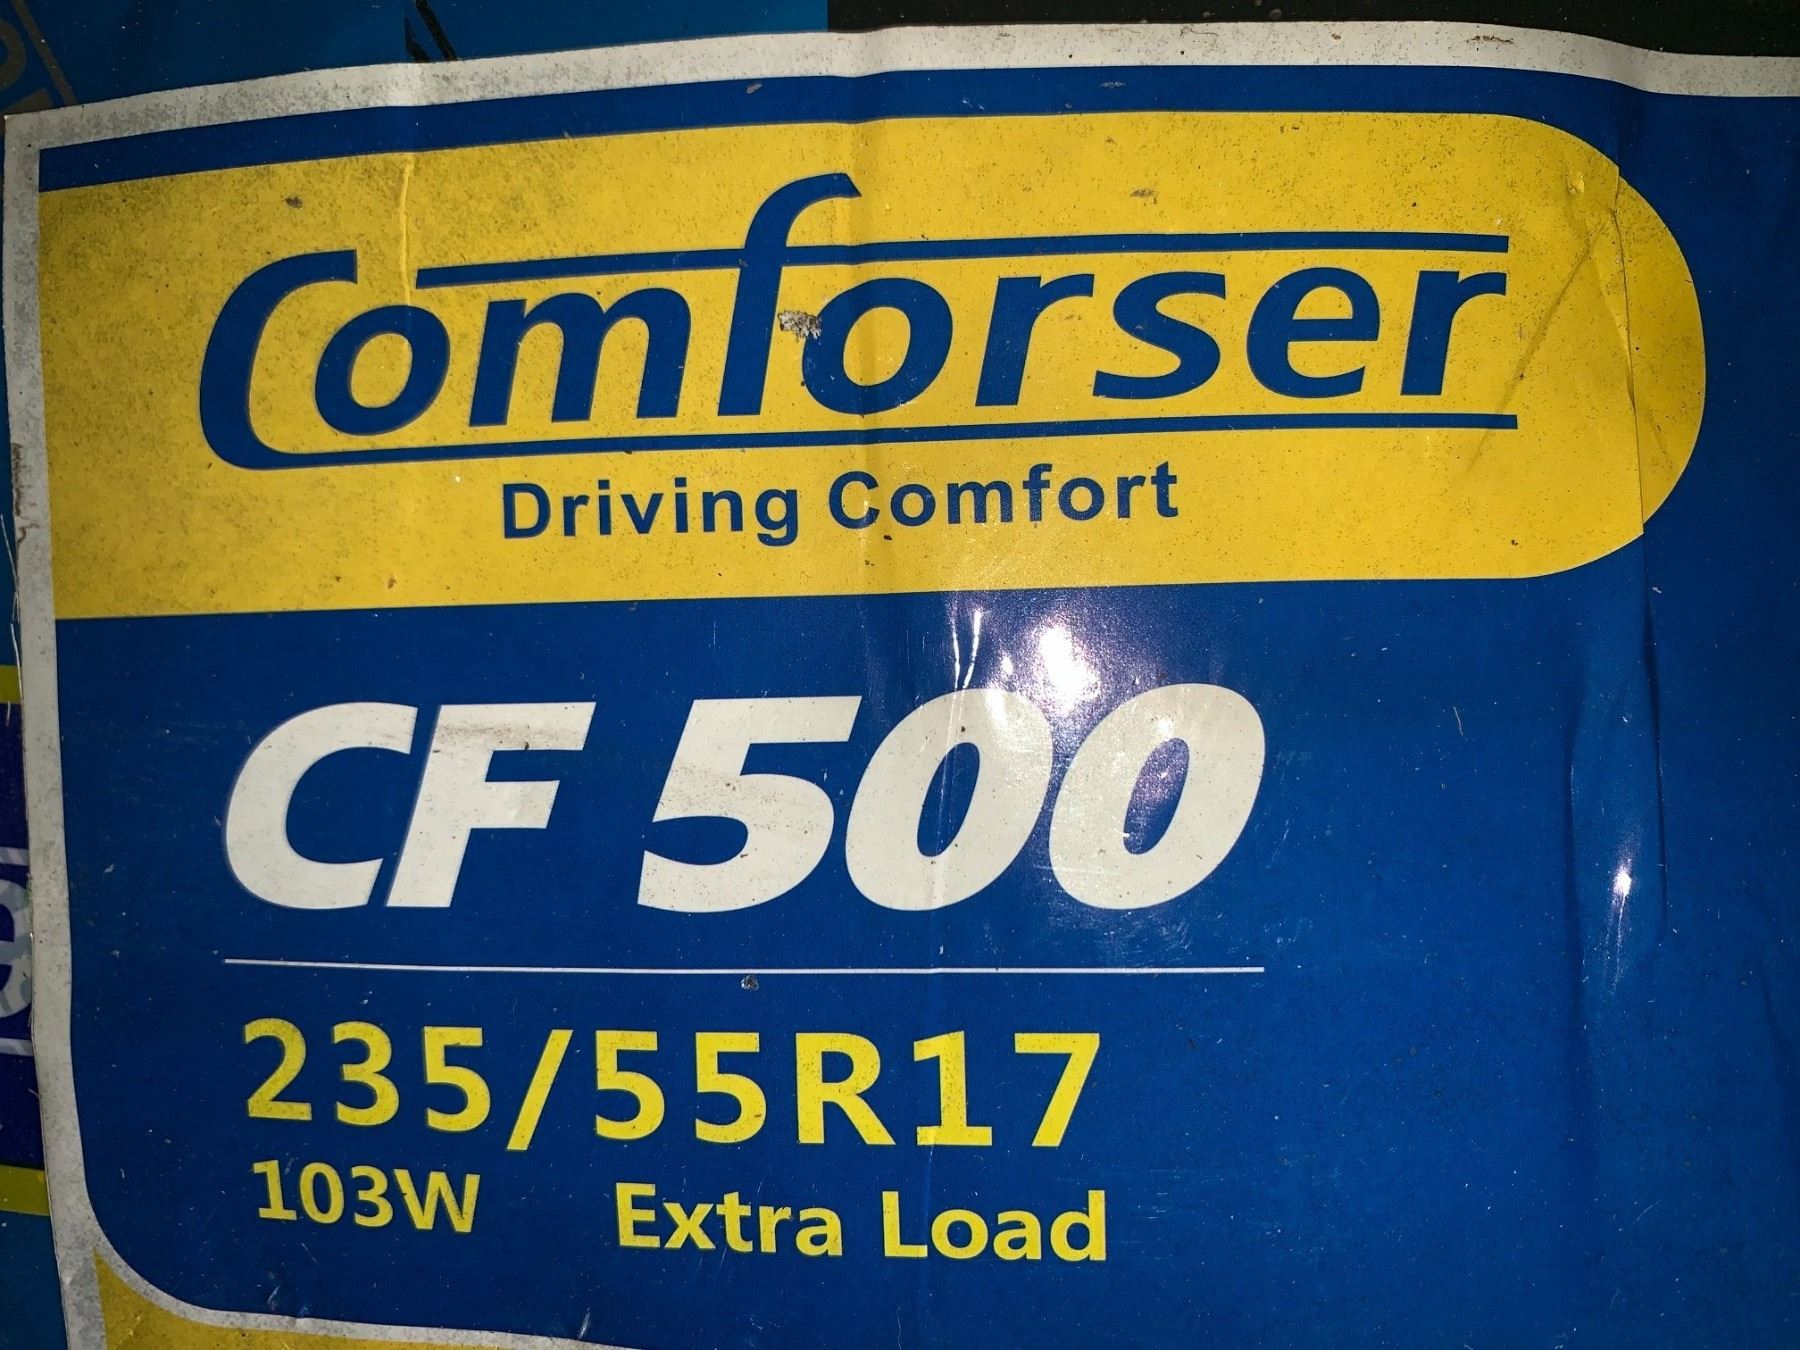 Comforser
Driving Comfort
CF 500
235/55R17
103W Extra Load